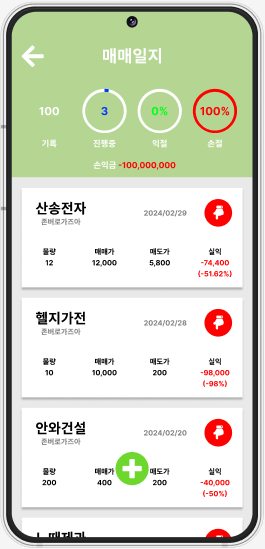 매매일지
100 3 0% 100%
기록 진행중 익절 손절
손익금 -100,000,000
산송전자
존버로가즈아
2024/02/29
물량 매매가 매도가 실익
12 12,000 5,800 -74,400
(-51.62%)
헬지가전
존버로가즈아
2024/02/28
물량 매매가 매도가 실익
10 10,000 200 -98,000
(-98%)
안와건설
존버로가즈아
2024/02/20
물량 매매가 매도가 실익
200 400 200 -40,000
(-50%)